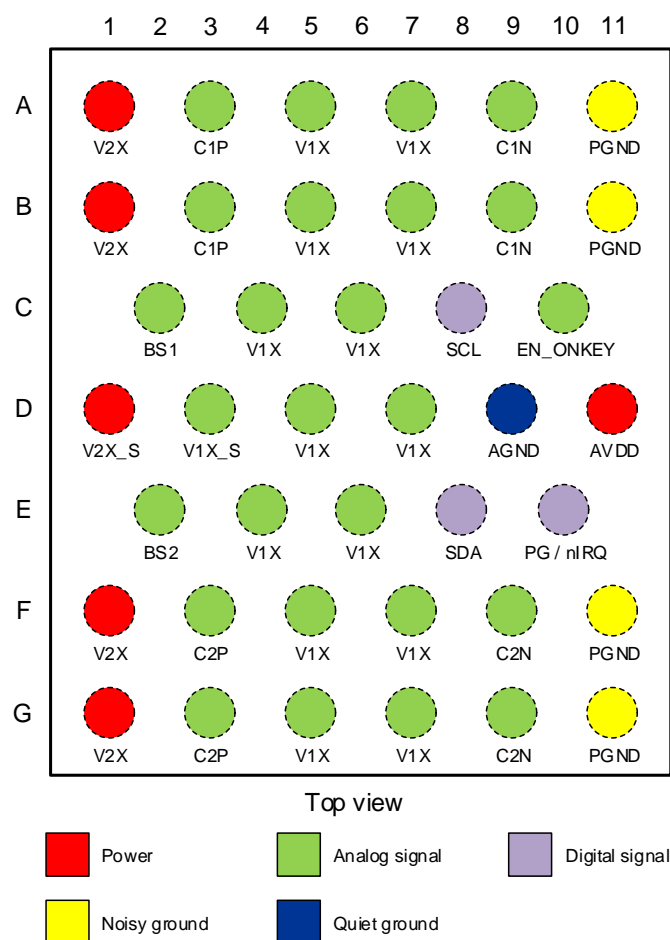 1 2 3 4 5 6 7 8 9 10 11
A
V2X C1P V1X V1X C1N PGND
B
V2X C1P V1X V1X C1N PGND
C
BS1 V1X V1X SCL EN_ONKEY
D
V2X_S V1X_S V1X V1X AGND AVDD
E
BS2 V1X V1X SDA PG / nIRQ
F
V2X C2P V1X V1X C2N PGND
G
V2X C2P V1X V1X C2N PGND
Top view
Power Analog signal Digital signal
Noisy ground Quiet ground